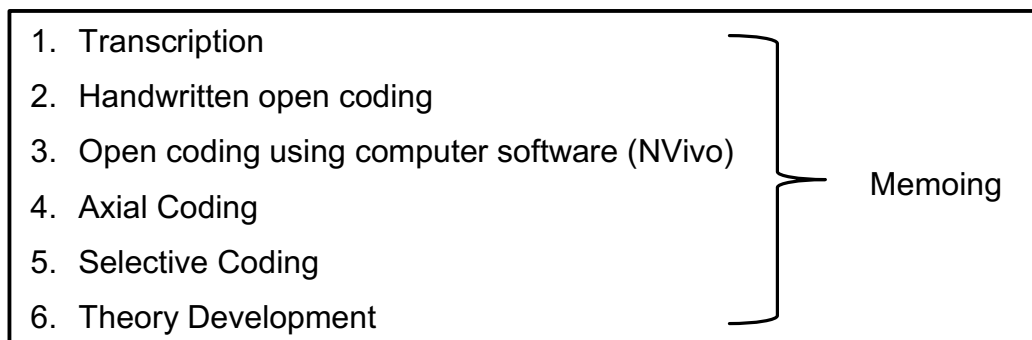 1. Transcription
2. Handwritten open coding
3. Open coding using computer software (NVivo)
4. Axial Coding
5. Selective Coding
6. Theory Development
Memoing